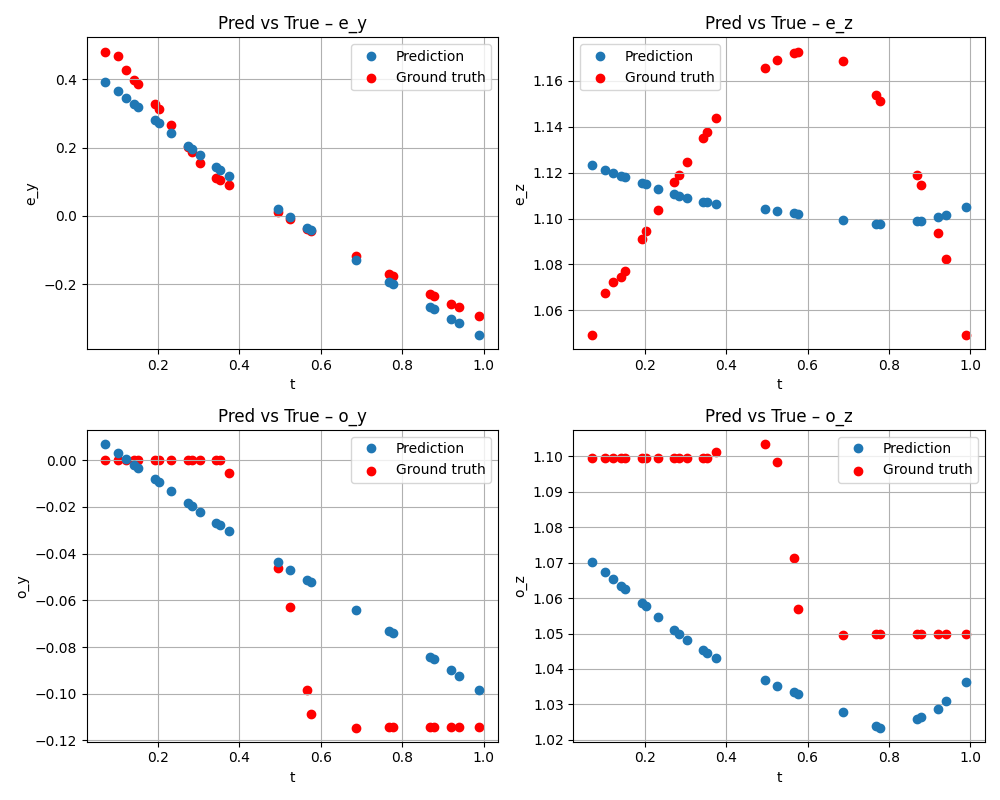 Pred vs True – e_y
Prediction
Ground truth
e_y
0.4
0.2
0.0
−0.2
0.2
0.4
0.6
0.8
1.0
t
Pred vs True – e_z
Prediction
Ground truth
e_z
1.16
1.14
1.12
1.10
1.08
1.06
0.2
0.4
0.6
0.8
1.0
t
Pred vs True – o_y
Prediction
Ground truth
o_y
0.00
−0.02
−0.04
−0.06
−0.08
−0.10
−0.12
0.2
0.4
0.6
0.8
1.0
t
Pred vs True – o_z
Prediction
Ground truth
o_z
1.10
1.09
1.08
1.07
1.06
1.05
1.04
1.03
1.02
0.2
0.4
0.6
0.8
1.0
t